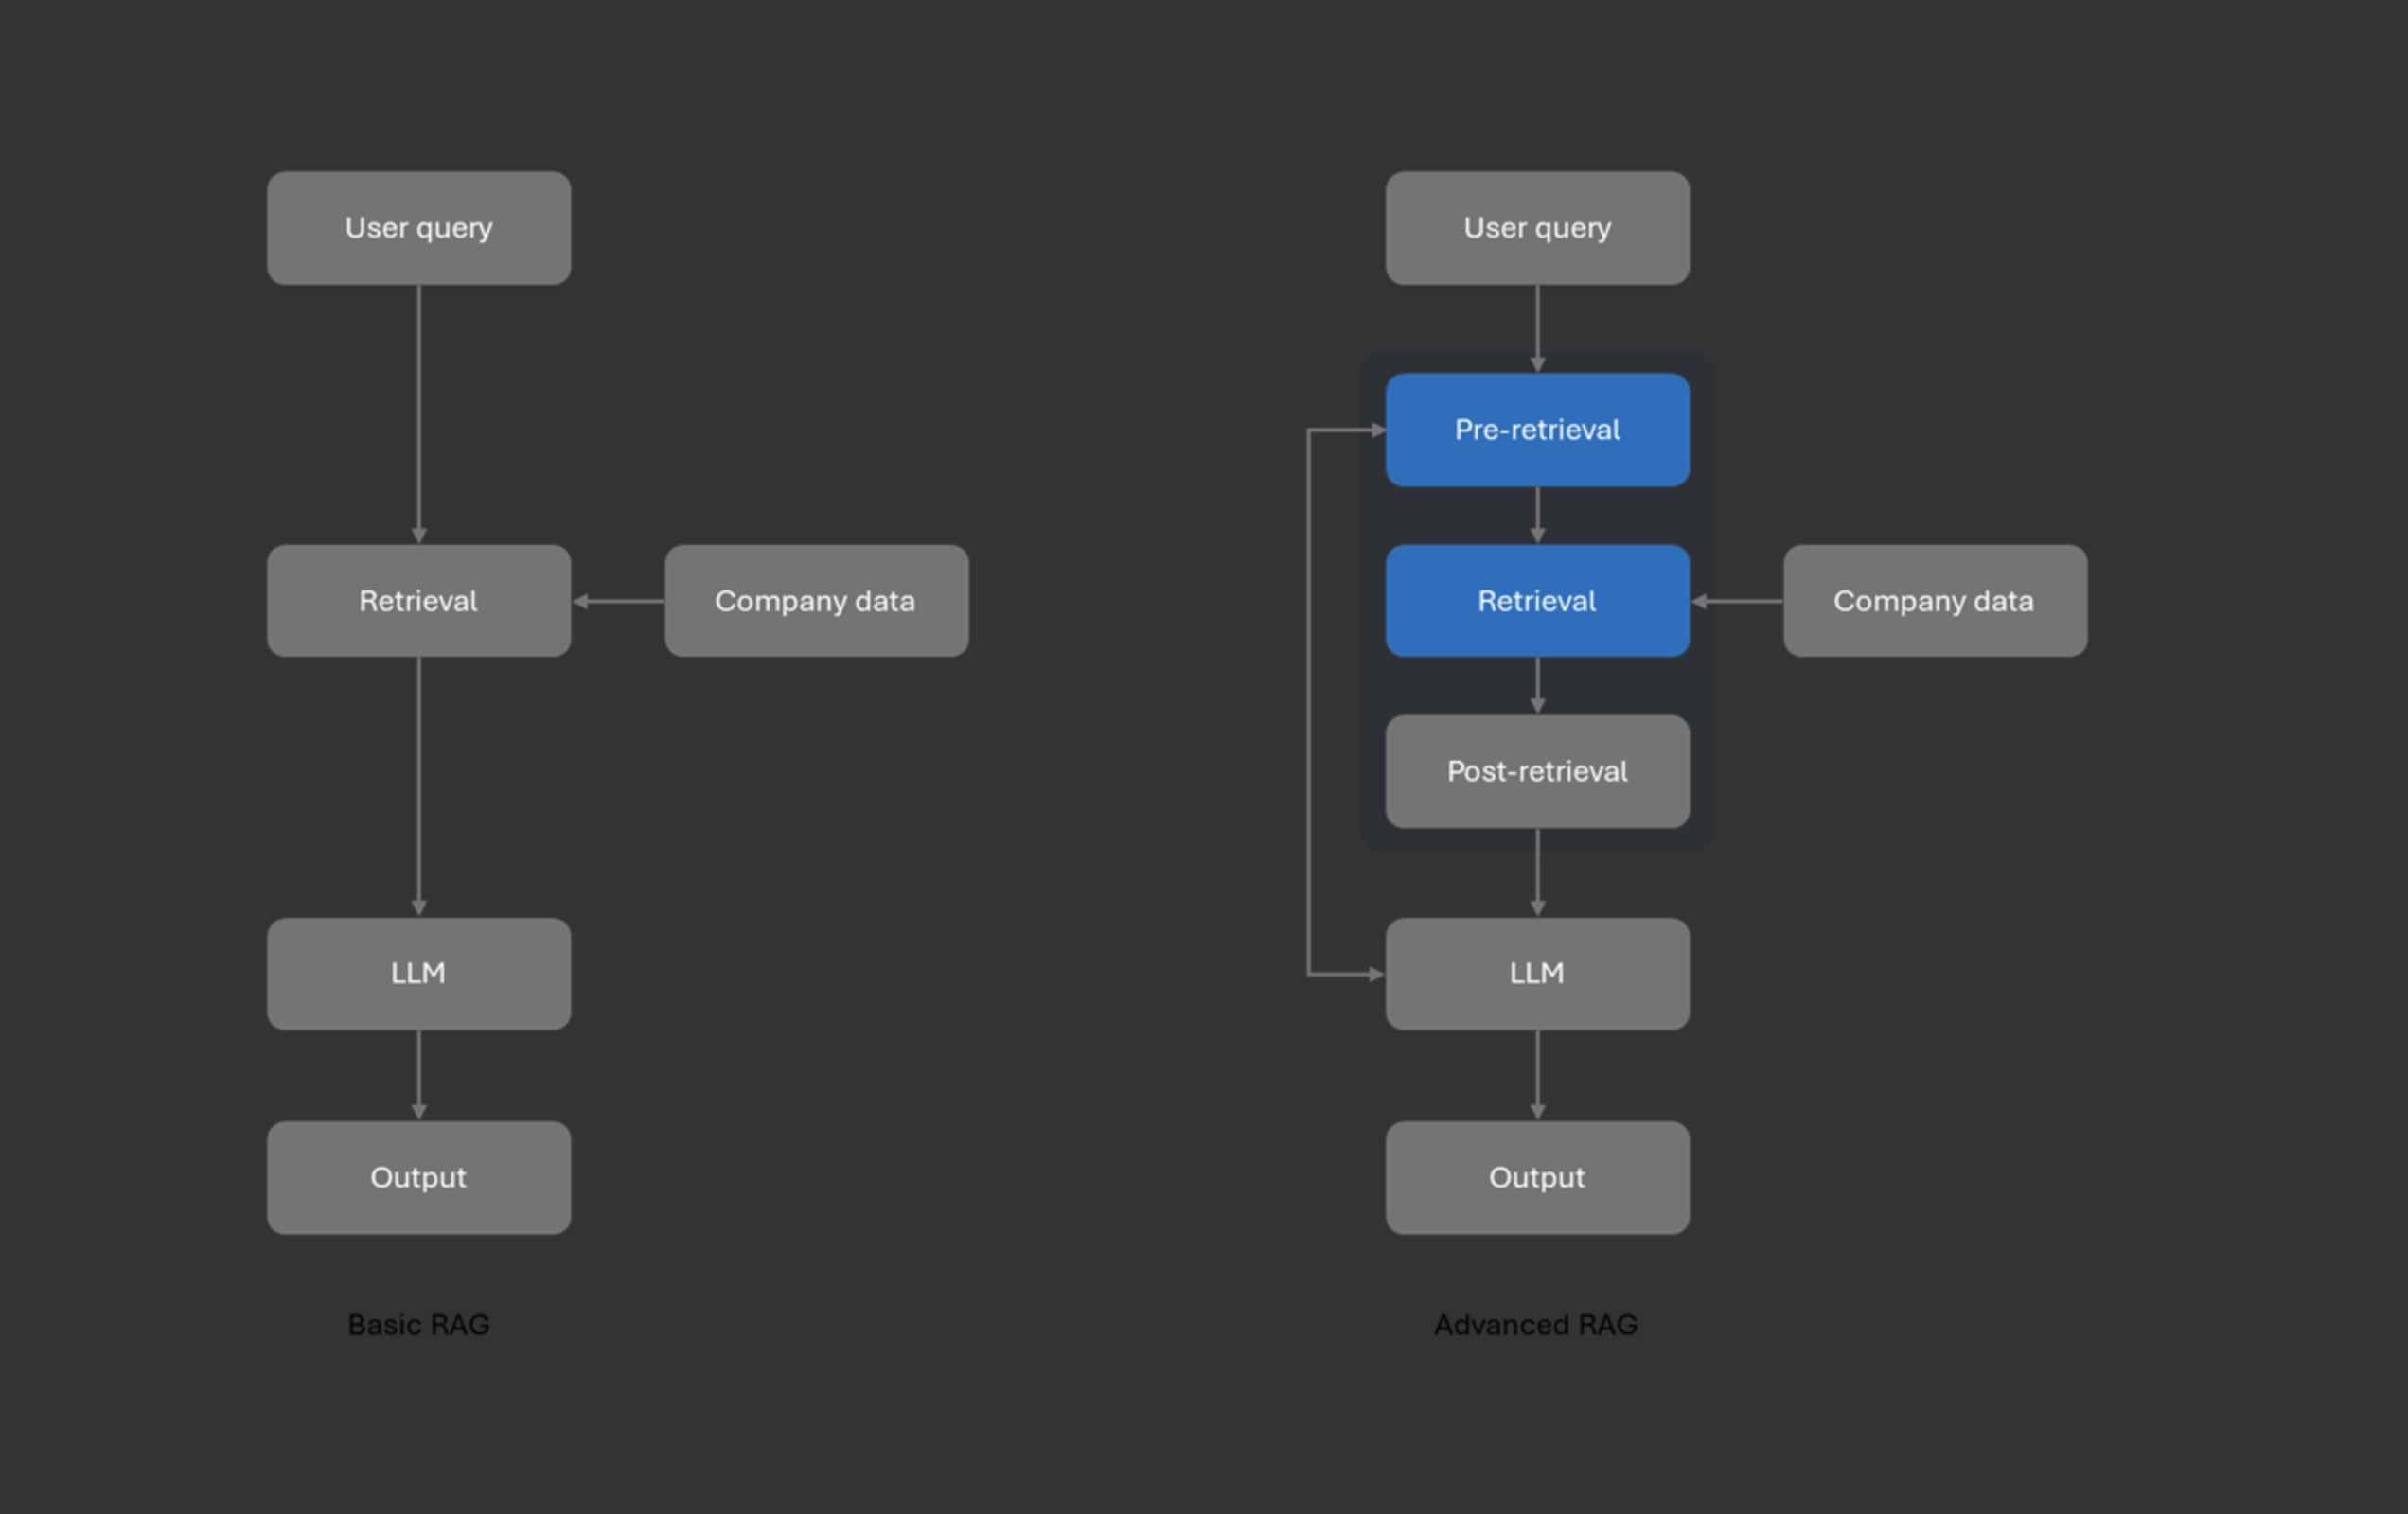 User query
Retrieval
Company data
LLM
Output
Basic RAG
User query
Pre-retrieval
Retrieval
Company data
Post-retrieval
LLM
Output
Advanced RAG